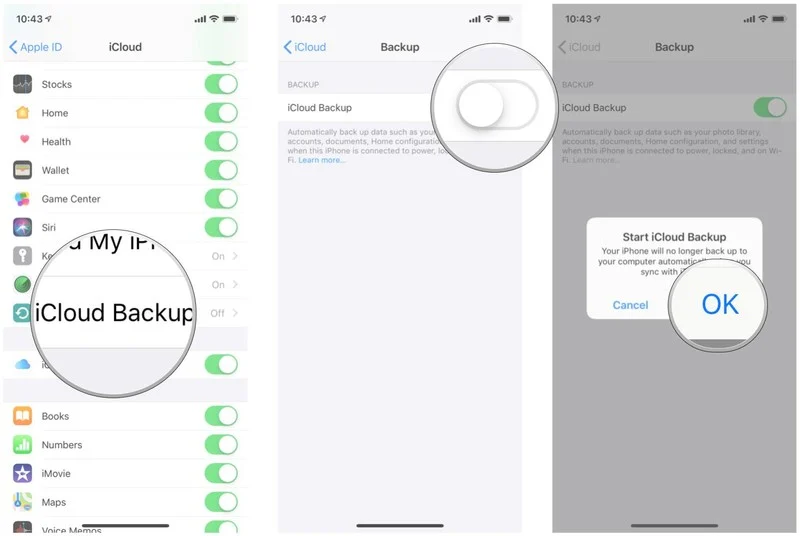 10:43
Apple ID
iCloud
Stocks
Home
Health
Wallet
Game Center
Siri
d My iP
On
On
iCloud Backup
Off
Books
Numbers
iMovie
Maps
Voice Memos
10:43
iCloud
Backup
BACKUP
iCloud Backup
Automatically back up data such as your
accounts, documents, Home configuration,
when this iPhone is connected to power, locked, and on Wi-
Fi. Learn more...
10:43
iCloud
Backup
BACKUP
iCloud Backup
Automatically back up data such as your photo library,
accounts, documents, Home configuration, and settings
when this iPhone is connected to power, locked, and on Wi-
Fi. Learn more...
Start iCloud Backup
Your iPhone will no longer back up to
your computer automatically you
sync with
Cancel
OK